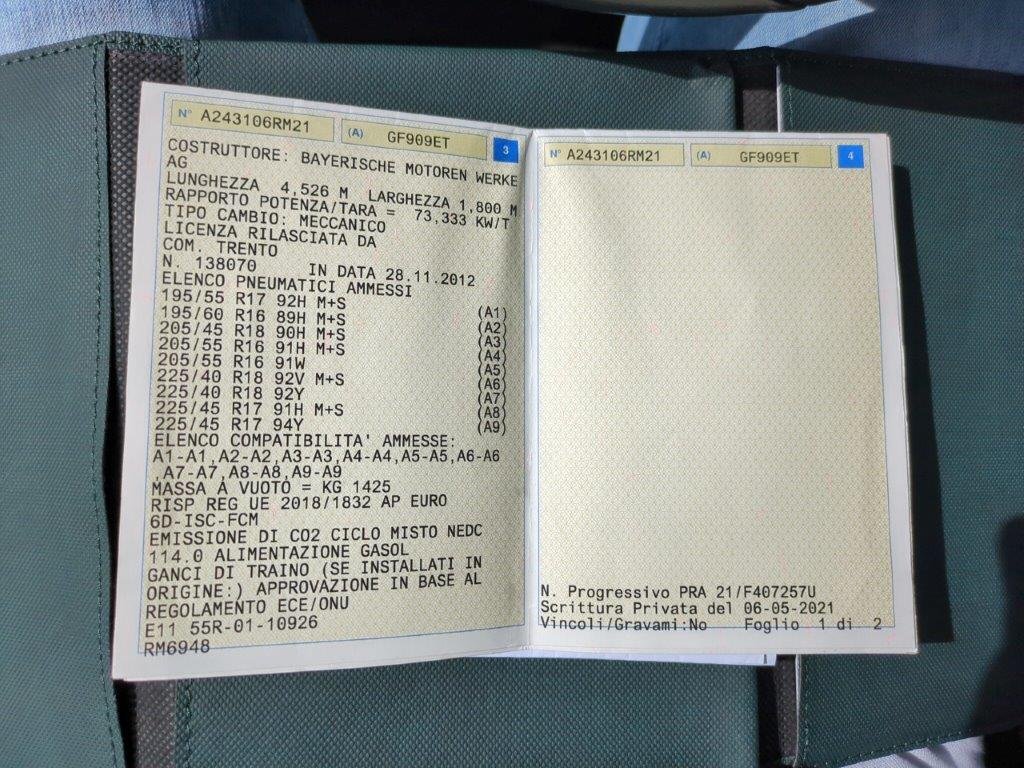 N° A243106RM21 (A) GF909ET 3
COSTRUTTORE: BAYERISCHE MOTOREN WERKE
AG
LUNGHEZZA 4,526 M LARGHEZZA 1,800 M
RAPPORTO POTENZA/TARA = 73,333 KW/T
TIPO CAMBIO: MECCANICO
LICENZA RILASCIATA DA
COM. TRENTO
N. 138070 IN DATA 28.11.2012
ELENCO PNEUMATICI AMMESSI
195/55 R17 92H M+S (A1)
195/60 R16 89H M+S (A2)
205/45 R18 90H M+S (A3)
205/55 R16 91H M+S (A4)
205/55 R16 91W (A5)
225/40 R18 92V M+S (A6)
225/40 R18 92Y (A7)
225/45 R17 91H M+S (A8)
225/45 R17 94Y (A9)
ELENCO COMPATIBILITA' AMMESSE:
A1-A1,A2-A2,A3-A3,A4-A4,A5-A5,A6-A6
,A7-A7,A8-A8,A9-A9
MASSA A VUOTO = KG 1425
RISP REG UE 2018/1832 AP EURO
6D-ISC-FCM
EMISSIONE DI CO2 CICLO MISTO NEDC
114.0 ALIMENTAZIONE GASOL
GANCI DI TRAINO (SE INSTALLATI IN
ORIGINE:) APPROVAZIONE IN BASE AL
REGOLAMENTO ECE/ONU
E11 55R-01-10926
RM6948
N° A243106RM21 (A) GF909ET 4
N. Progressivo PRA 21/F407257U
Scrittura Privata del 06-05-2021
Vincoli/Gravami:No Foglio 1 di 2